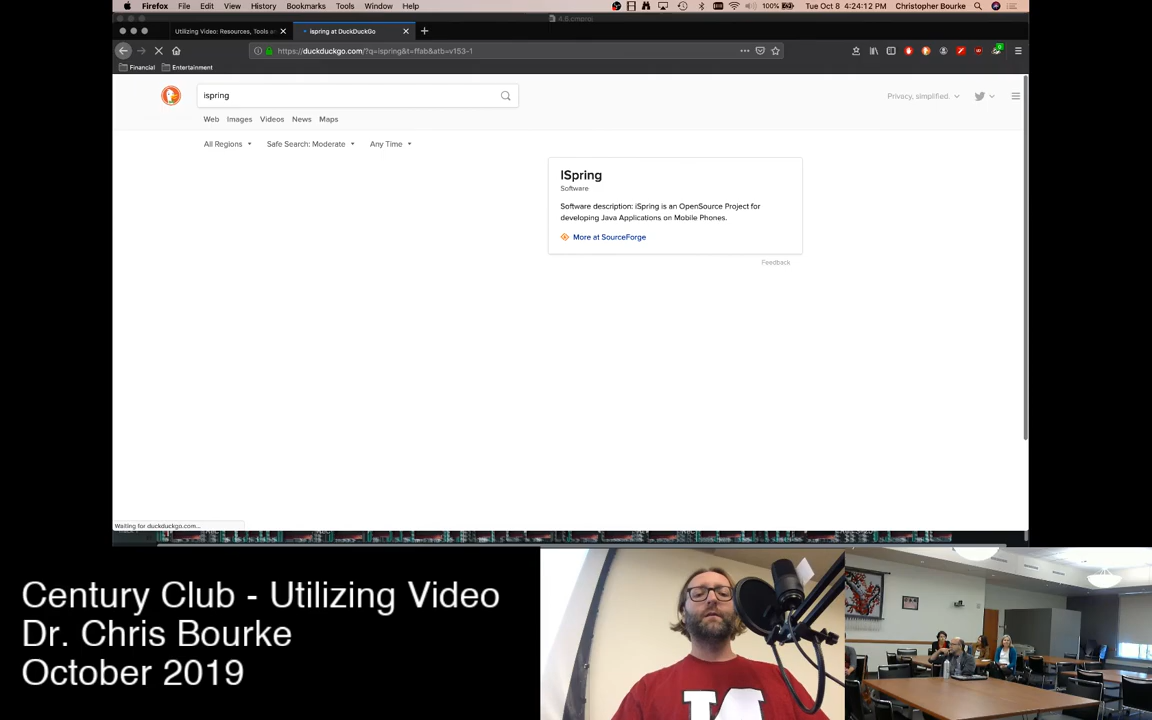 Firefox File Edit View History Bookmarks Tools Window Help 100% Tue Oct 8 4:24:12 PM Christopher Bourke
4.6.cmproj
Utilizing Video: Resources, Tools a
ispring at DuckDuckGo
https://duckduckgo.com/?q=ispring&t=ffab&atb=v153-1
Financial Entertainment
ispring
Privacy, simplified.
Web Images Videos News Maps
All Regions Safe Search: Moderate Any Time
ISpring
Software
Software description: iSpring is an OpenSource Project for
developing Java Applications on Mobile Phones.
More at SourceForge
Feedback
Waiting for duckduckgo.com...
Century Club - Utilizing Video
Dr. Chris Bourke
October 2019